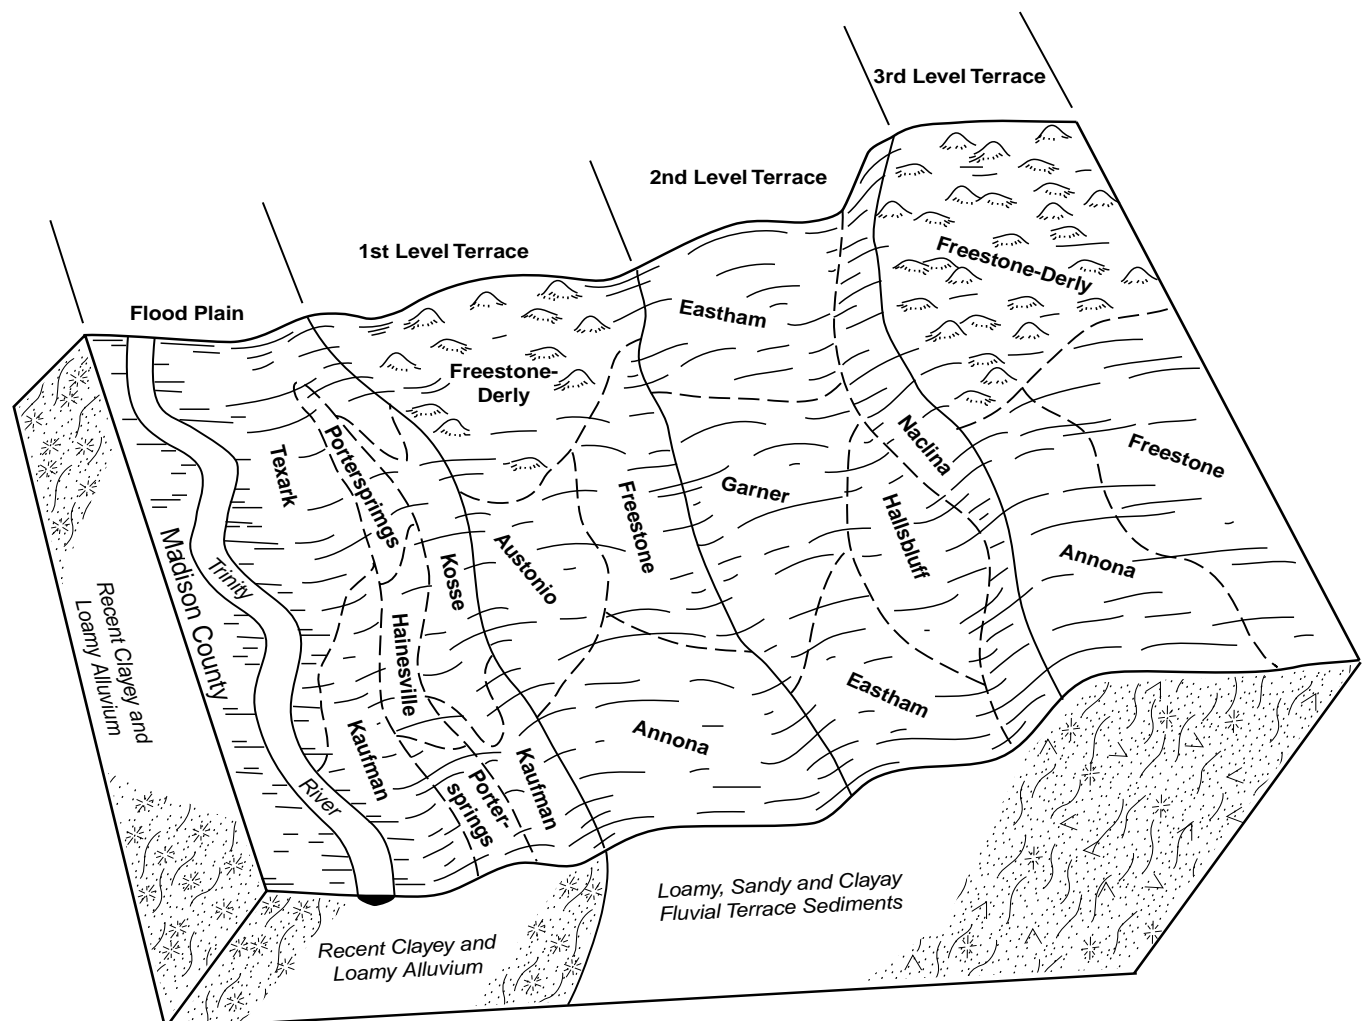 3rd Level Terrace
2nd Level Terrace
1st Level Terrace
Flood Plain
Freestone-Derly
Eastham
Freestone-
Derly
Naclina
Freestone
Portersprimgs
Texark
Garner
Freestone
Hallsbluff
Annona
Austonio
Kosse
Madison County
Trinity
Hainesville
Recent Clayey and
Loamy Alluvium
Eastham
Annona
Kaufman
Kaufman
Porter-
springs
River
Loamy, Sandy and Clayay
Fluvial Terrace Sediments
Recent Clayey and
Loamy Alluvium